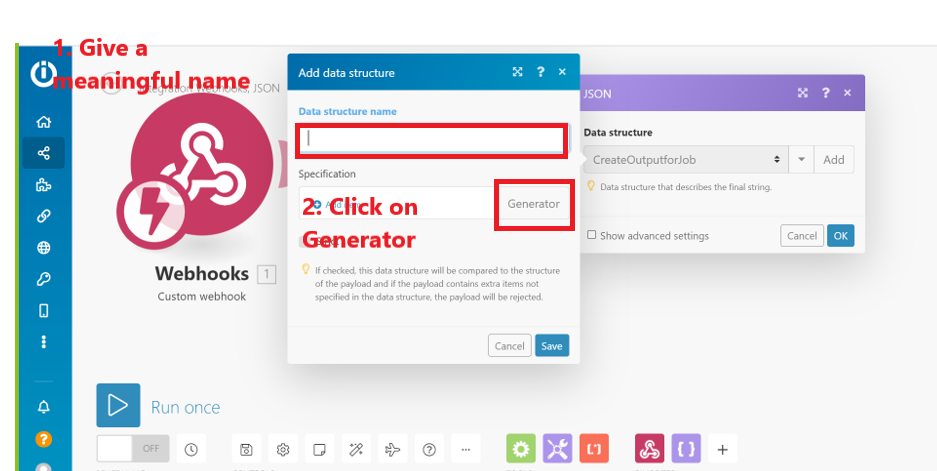 1. Give a
meaningful name
Integration Webhooks, JSON
Add data structure
?
Data structure name
Specification
Add item
Generator
2. Click on
Generator
If checked, this data structure will be compared to the structure
of the payload and if the payload contains extra items not
specified in the data structure, the payload will be rejected.
Cancel
Save
JSON
?
Data structure
CreateOutputforJob
Add
Data structure that describes the final string.
Show advanced settings
Cancel
OK
Webhooks 1
Custom webhook
Run once
OFF